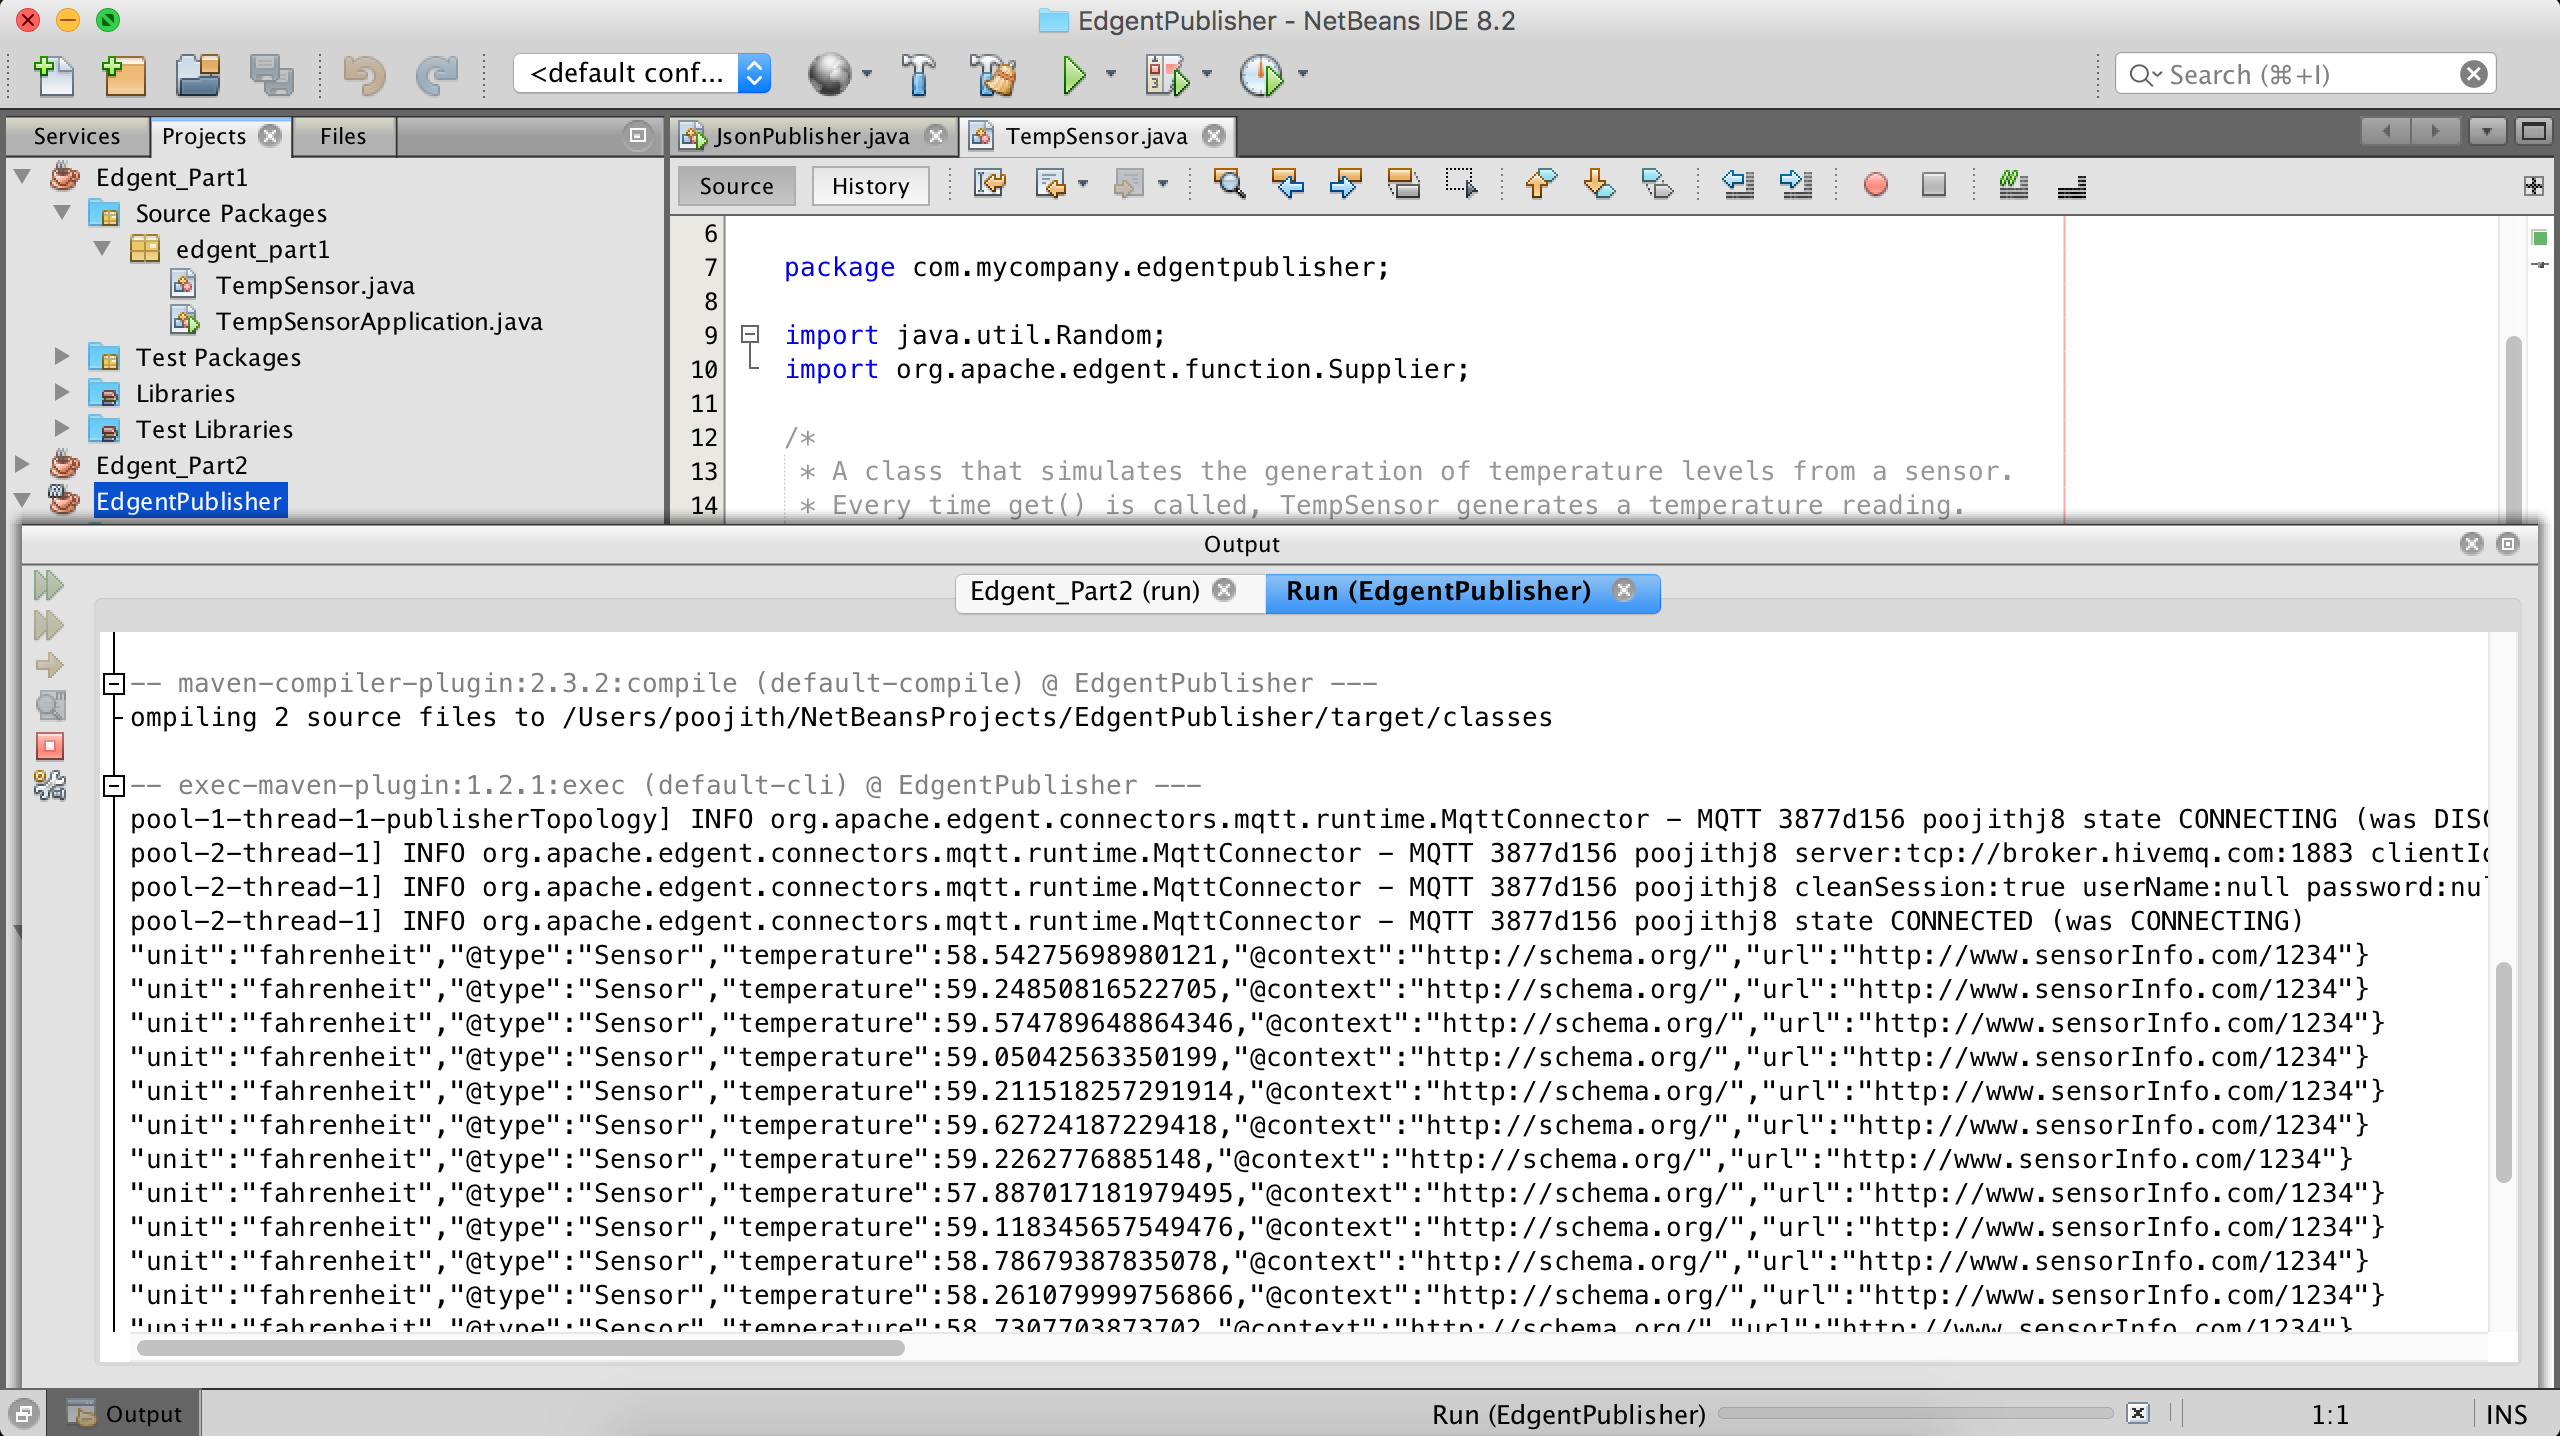 EdgentPublisher - NetBeans IDE 8.2
<default conf...
Search (⌘+I)
Services
Projects
Files
JsonPublisher.java
TempSensor.java
Source
History
Edgent_Part1
Source Packages
edgent_part1
TempSensor.java
TempSensorApplication.java
Test Packages
Libraries
Test Libraries
Edgent_Part2
EdgentPublisher
6
7 package com.mycompany.edgentpublisher;
8
9 import java.util.Random;
10 import org.apache.edgent.function.Supplier;
11
12 /*
13 * A class that simulates the generation of temperature levels from a sensor.
14 * Every time get() is called, TempSensor generates a temperature reading.
Output
Edgent_Part2 (run)
Run (EdgentPublisher)
-- maven-compiler-plugin:2.3.2:compile (default-compile) @ EdgentPublisher ---
ompiling 2 source files to /Users/poojith/NetBeansProjects/EdgentPublisher/target/classes
-- exec-maven-plugin:1.2.1:exec (default-cli) @ EdgentPublisher ---
pool-1-thread-1-publisherTopology] INFO org.apache.edgent.connectors.mqtt.runtime.MqttConnector - MQTT 3877d156 poojithj8 state CONNECTING (was DISC
pool-2-thread-1] INFO org.apache.edgent.connectors.mqtt.runtime.MqttConnector - MQTT 3877d156 poojithj8 server:tcp://broker.hivemq.com:1883 clientId
pool-2-thread-1] INFO org.apache.edgent.connectors.mqtt.runtime.MqttConnector - MQTT 3877d156 poojithj8 cleanSession:true userName:null password:nul
pool-2-thread-1] INFO org.apache.edgent.connectors.mqtt.runtime.MqttConnector - MQTT 3877d156 poojithj8 state CONNECTED (was CONNECTING)
"unit":"fahrenheit","@type":"Sensor","temperature":58.54275698980121,"@context":"http://schema.org/","url":"http://www.sensorInfo.com/1234"}
"unit":"fahrenheit","@type":"Sensor","temperature":59.24850816522705,"@context":"http://schema.org/","url":"http://www.sensorInfo.com/1234"}
"unit":"fahrenheit","@type":"Sensor","temperature":59.574789648864346,"@context":"http://schema.org/","url":"http://www.sensorInfo.com/1234"}
"unit":"fahrenheit","@type":"Sensor","temperature":59.05042563350199,"@context":"http://schema.org/","url":"http://www.sensorInfo.com/1234"}
"unit":"fahrenheit","@type":"Sensor","temperature":59.211518257291914,"@context":"http://schema.org/","url":"http://www.sensorInfo.com/1234"}
"unit":"fahrenheit","@type":"Sensor","temperature":59.62724187229418,"@context":"http://schema.org/","url":"http://www.sensorInfo.com/1234"}
"unit":"fahrenheit","@type":"Sensor","temperature":59.2262776885148,"@context":"http://schema.org/","url":"http://www.sensorInfo.com/1234"}
"unit":"fahrenheit","@type":"Sensor","temperature":57.887017181979495,"@context":"http://schema.org/","url":"http://www.sensorInfo.com/1234"}
"unit":"fahrenheit","@type":"Sensor","temperature":59.118345657549476,"@context":"http://schema.org/","url":"http://www.sensorInfo.com/1234"}
"unit":"fahrenheit","@type":"Sensor","temperature":58.78679387835078,"@context":"http://schema.org/","url":"http://www.sensorInfo.com/1234"}
"unit":"fahrenheit","@type":"Sensor","temperature":58.261079999756866,"@context":"http://schema.org/","url":"http://www.sensorInfo.com/1234"}
"unit":"fahrenheit","@type":"Sensor","temperature":58.7307703873702,"@context":"http://schema.org/","url":"http://www.sensorInfo.com/1234"}
Output
Run (EdgentPublisher)
1:1
INS